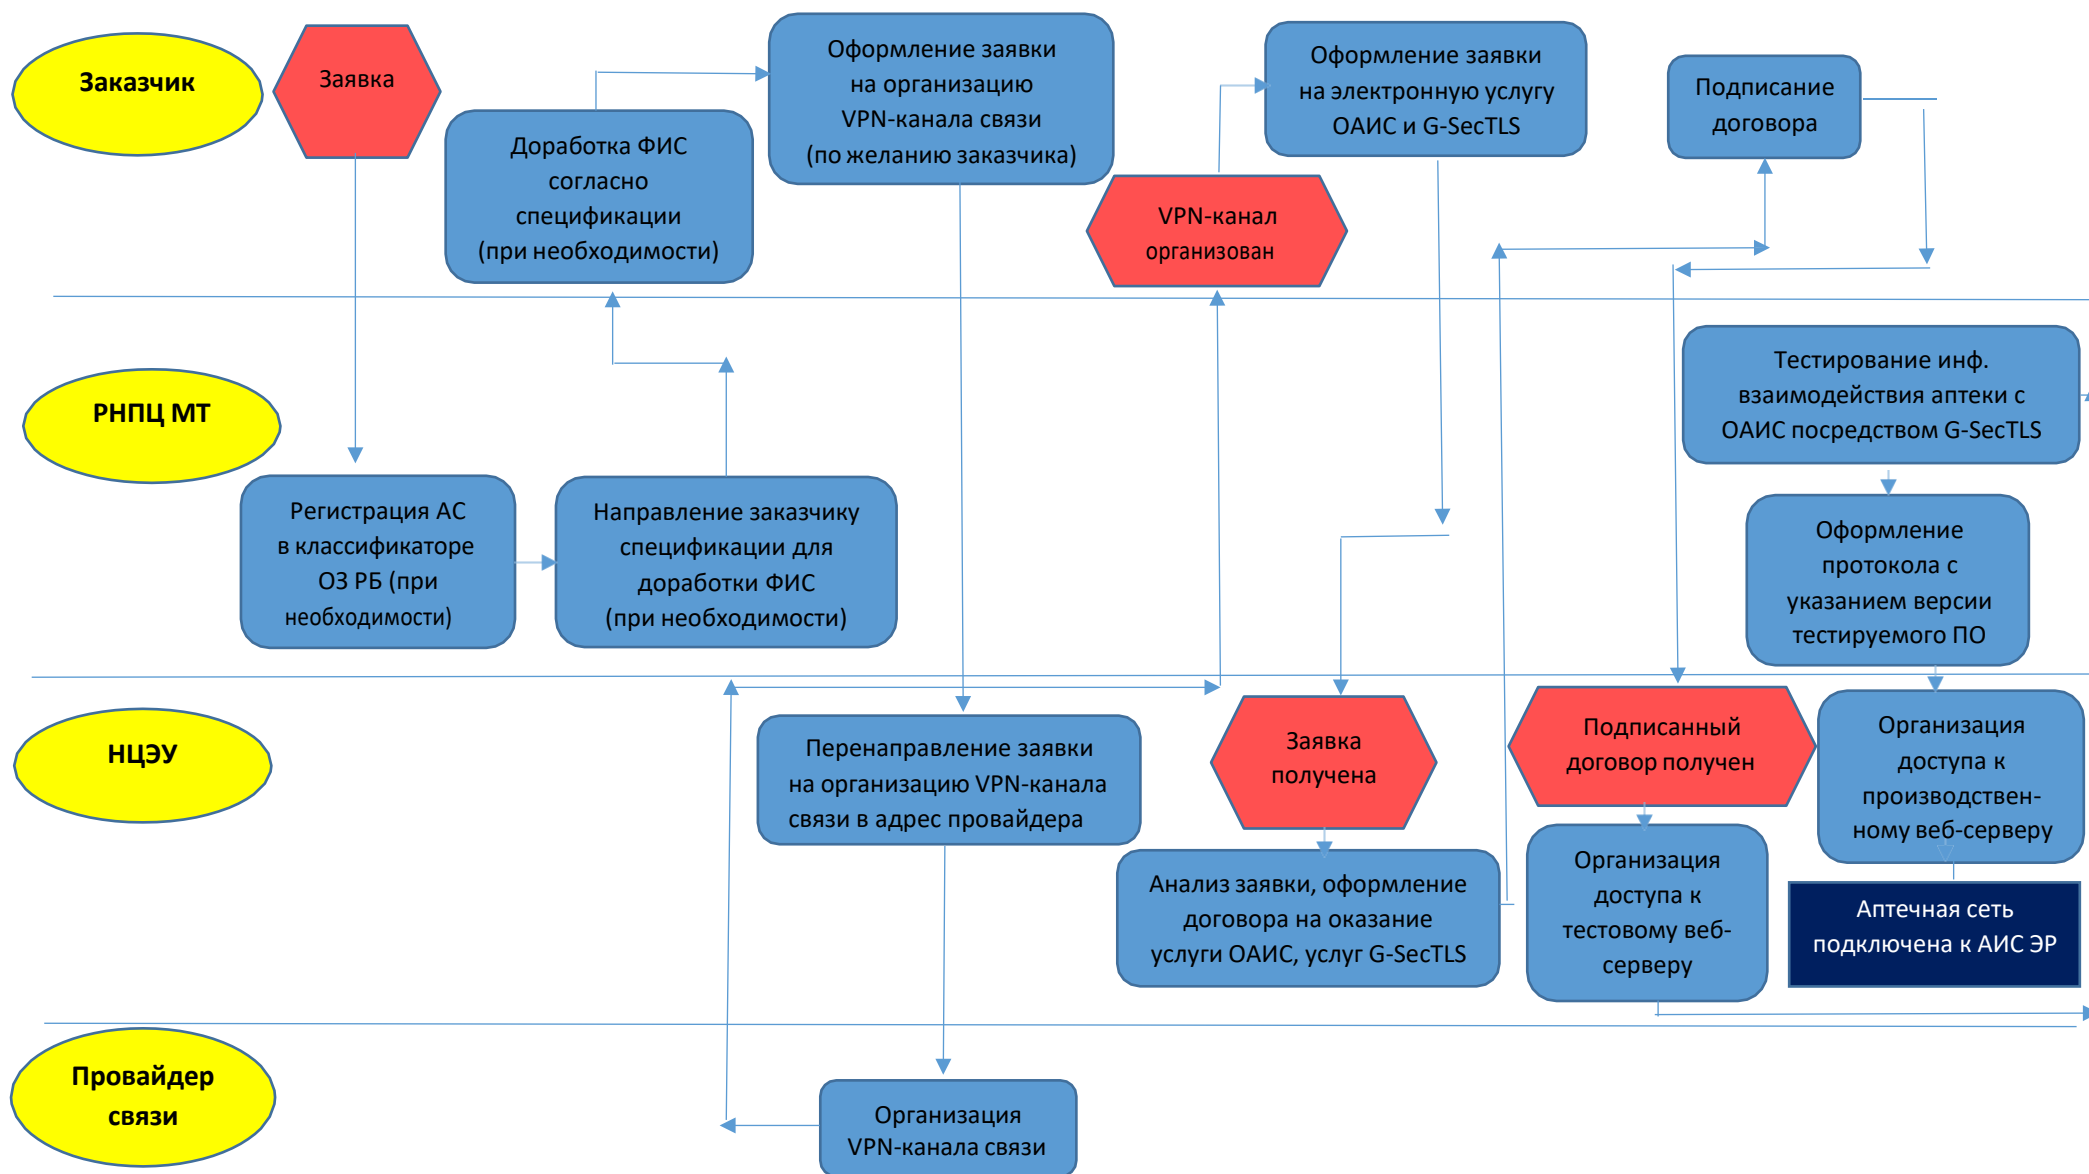 Заказчик
Заявка
Доработка ФИС
согласно
спецификации
(при необходимости)
Оформление заявки
на организацию
VPN-канала связи
(по желанию заказчика)
VPN-канал
организован
Оформление заявки
на электронную услугу
ОАИС и G-SecTLS
Подписание
договора
РНПЦ МТ
Регистрация АС
в классификаторе
ОЗ РБ (при
необходимости)
Направление заказчику
спецификации для
доработки ФИС
(при необходимости)
Тестирование инф.
взаимодействия аптеки с
ОАИС посредством G-SecTLS
Оформление
протокола с
указанием версии
тестируемого ПО
НЦЭУ
Перенаправление заявки
на организацию VPN-канала
связи в адрес провайдера
Заявка
получена
Анализ заявки, оформление
договора на оказание
услуги ОАИС, услуг G-SecTLS
Подписанный
договор получен
Организация
доступа к
тестовому веб-
серверу
Организация
доступа к
производствен-
ному веб-серверу
Аптечная сеть
подключена к АИС ЭР
Провайдер
связи
Организация
VPN-канала связи